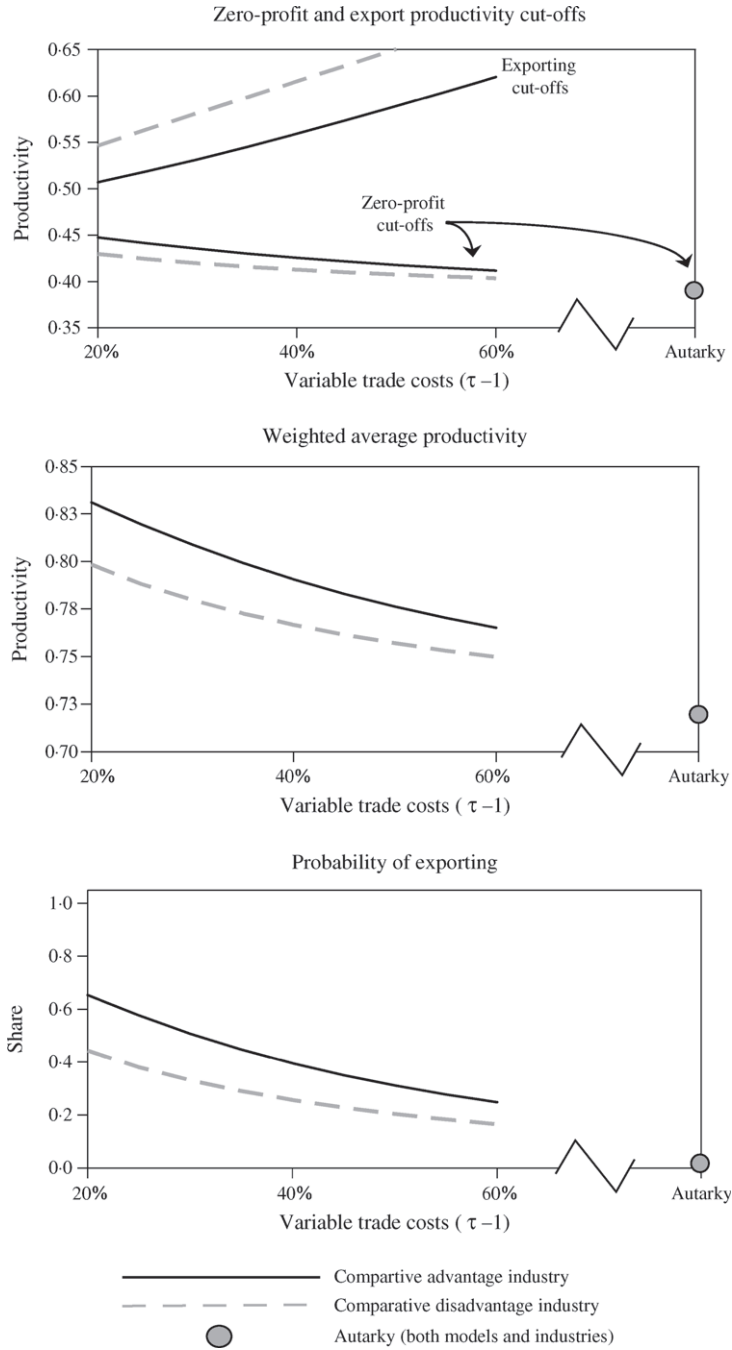 Zero-profit and export productivity cut-offs
0·65
0·60
0·55
0·50
0·45
0·40
0·35
Productivity
Exporting
cut-offs
Zero-profit
cut-offs
20%
40%
60%
Autarky
Variable trade costs (τ –1)
Weighted average productivity
0·85
0·83
0·80
0·78
0·75
0·73
0·70
Productivity
20%
40%
60%
Autarky
Variable trade costs ( τ –1)
Probability of exporting
1·0
0·8
0·6
0·4
0·2
0·0
Share
20%
40%
60%
Autarky
Variable trade costs ( τ –1)
Compartive advantage industry
Comparative disadvantage industry
Autarky (both models and industries)